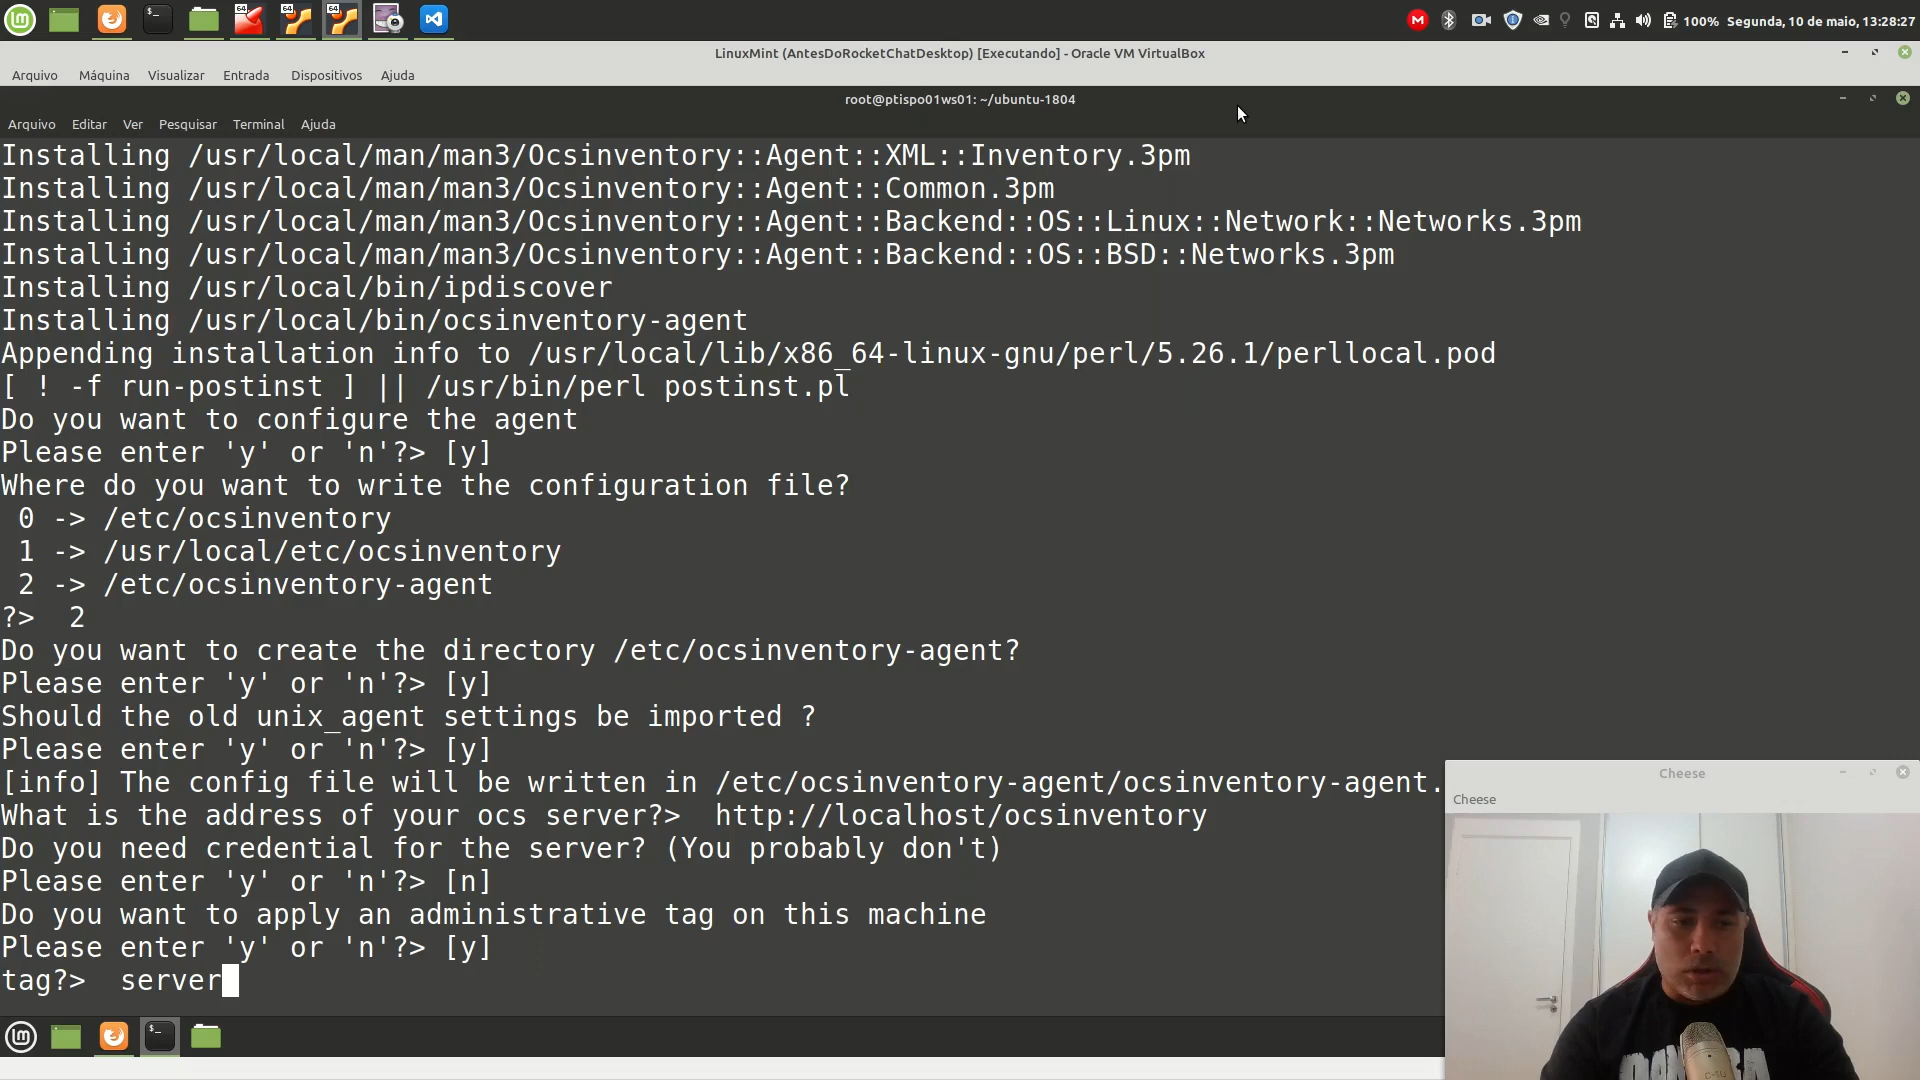 100% Segunda, 10 de maio, 13:28:27
LinuxMint (AntesDoRocketChatDesktop) [Executando] - Oracle VM VirtualBox
Arquivo Máquina Visualizar Entrada Dispositivos Ajuda
root@ptispo01ws01: ~/ubuntu-1804
Arquivo Editar Ver Pesquisar Terminal Ajuda
Installing /usr/local/man/man3/Ocsinventory::Agent::XML::Inventory.3pm
Installing /usr/local/man/man3/Ocsinventory::Agent::Common.3pm
Installing /usr/local/man/man3/Ocsinventory::Agent::Backend::OS::Linux::Network::Networks.3pm
Installing /usr/local/man/man3/Ocsinventory::Agent::Backend::OS::BSD::Networks.3pm
Installing /usr/local/bin/ipdiscover
Installing /usr/local/bin/ocsinventory-agent
Appending installation info to /usr/local/lib/x86_64-linux-gnu/perl/5.26.1/perllocal.pod
[ ! -f run-postinst ] || /usr/bin/perl postinst.pl
Do you want to configure the agent
Please enter 'y' or 'n'?> [y]
Where do you want to write the configuration file?
0 -> /etc/ocsinventory
1 -> /usr/local/etc/ocsinventory
2 -> /etc/ocsinventory-agent
?>  2
Do you want to create the directory /etc/ocsinventory-agent?
Please enter 'y' or 'n'?> [y]
Should the old unix_agent settings be imported ?
Please enter 'y' or 'n'?> [y]
[info] The config file will be written in /etc/ocsinventory-agent/ocsinventory-agent.
What is the address of your ocs server?>  http://localhost/ocsinventory
Do you need credential for the server? (You probably don't)
Please enter 'y' or 'n'?> [n]
Do you want to apply an administrative tag on this machine
Please enter 'y' or 'n'?> [y]
tag?>  server
Cheese
Cheese